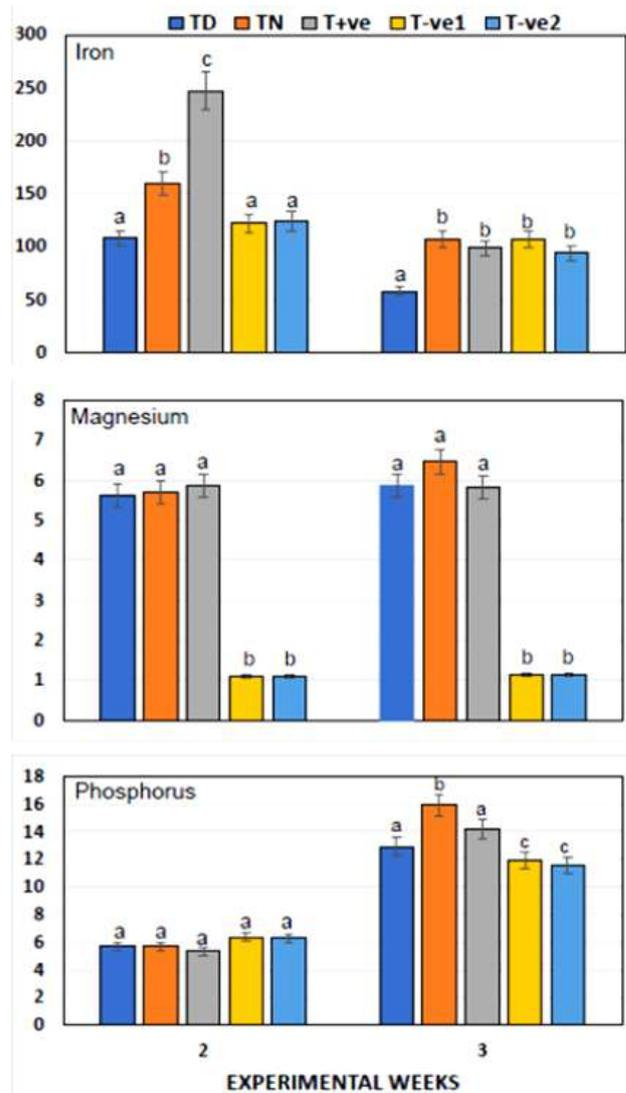 TD TN T+ve T-ve1 T-ve2
Iron
300
250
200
150
100
50
0
a b c a a
a b b b b
Magnesium
8
7
6
5
4
3
2
1
0
a a a b b
a a a b b
Phosphorus
18
16
14
12
10
8
6
4
2
0
a a a a a
a b a c c
2 3
EXPERIMENTAL WEEKS